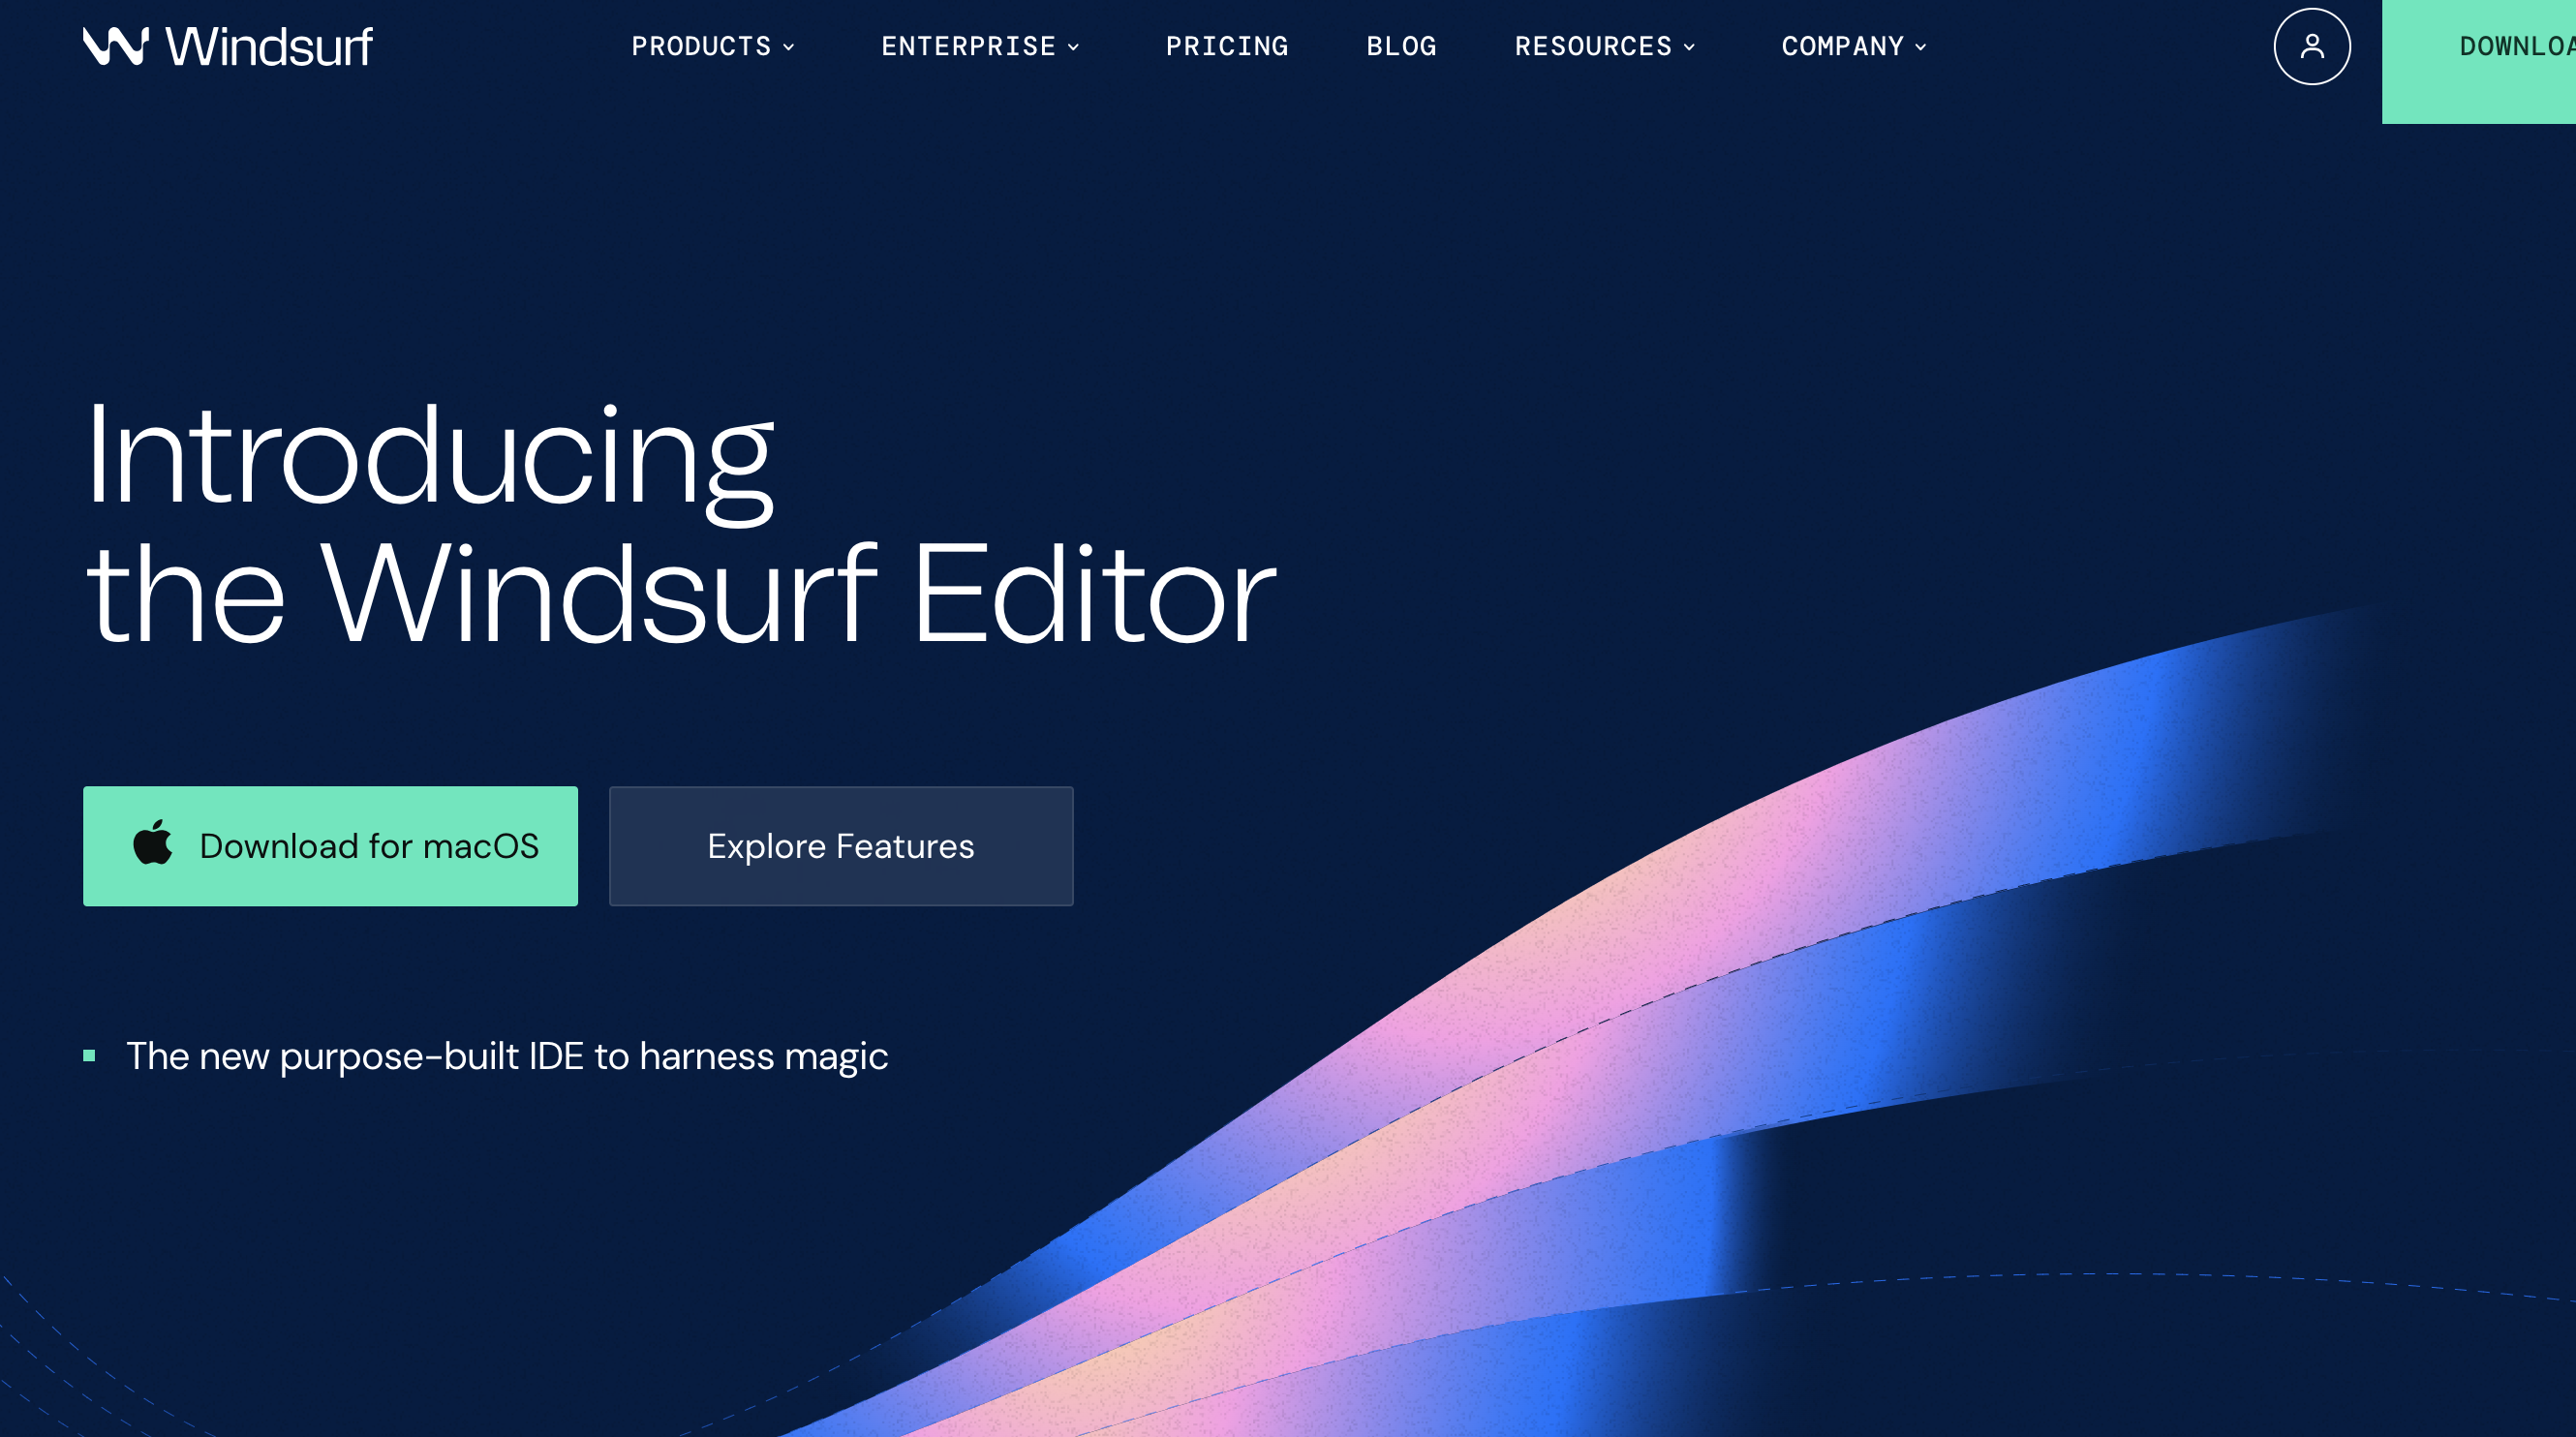 Windsurf
PRODUCTS
ENTERPRISE
PRICING
BLOG
RESOURCES
COMPANY
DOWNLOA
Introducing
the Windsurf Editor
Download for macOS
Explore Features
The new purpose-built IDE to harness magic